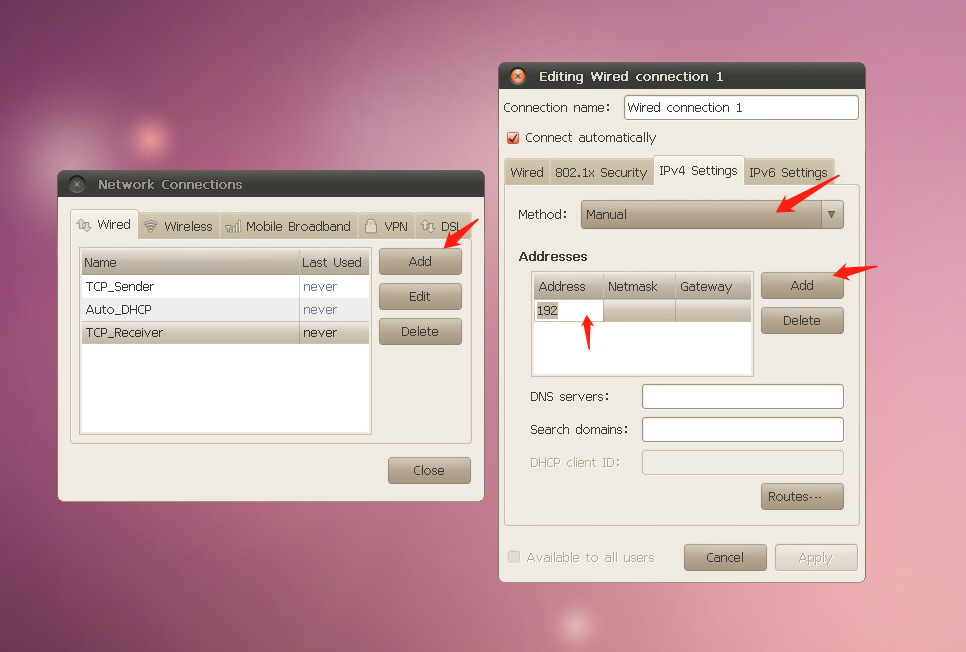 Network Connections
Wired Wireless Mobile Broadband VPN DSL
Name Last Used
TCP_Sender never
Auto_DHCP never
TCP_Receiver never
Add
Edit
Delete
Close
Editing Wired connection 1
Connection name: Wired connection 1
Connect automatically
Wired 802.1x Security IPv4 Settings IPv6 Settings
Method: Manual
Addresses
Address Netmask Gateway
192
Add
Delete
DNS servers:
Search domains:
DHCP client ID:
Routes---
Available to all users Cancel Apply